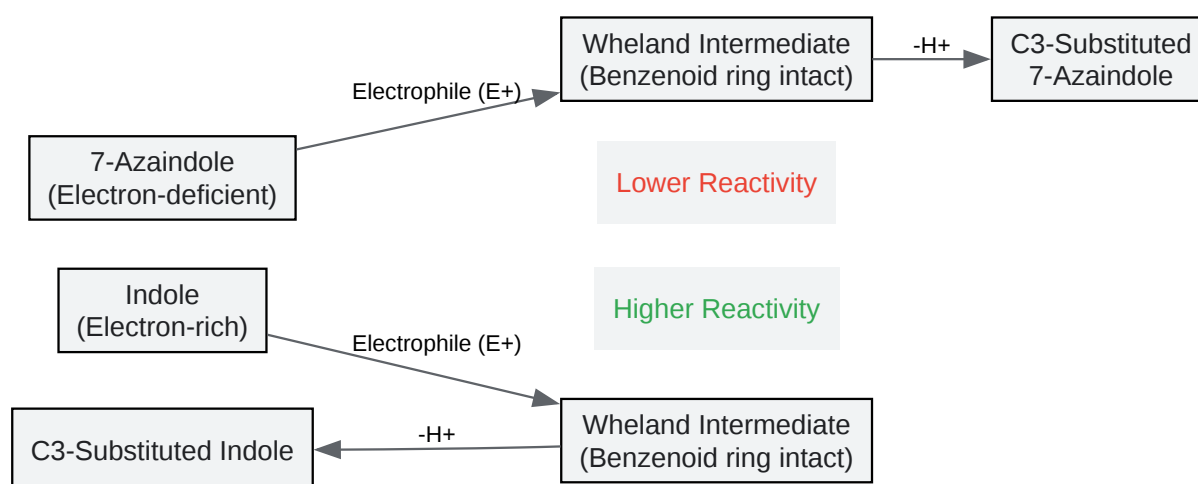 Wheland Intermediate
(Benzenoid ring intact)
-H+
C3-Substituted
7-Azaindole
Electrophile (E+)
7-Azaindole
(Electron-deficient)
Lower Reactivity
Indole
(Electron-rich)
Higher Reactivity
Electrophile (E+)
C3-Substituted Indole
-H+
Wheland Intermediate
(Benzenoid ring intact)